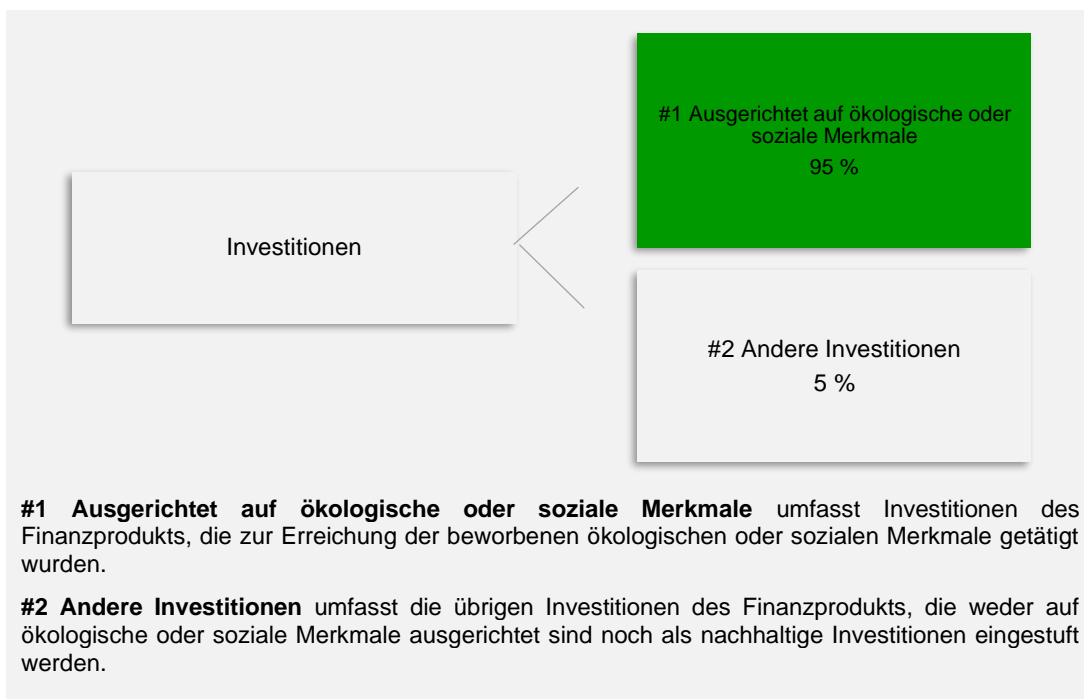 #1 Ausgerichtet auf ökologische oder
soziale Merkmale
95 %
Investitionen
#2 Andere Investitionen
5 %
#1 Ausgerichtet auf ökologische oder soziale Merkmale umfasst Investitionen des
Finanzprodukts, die zur Erreichung der beworbenen ökologischen oder sozialen Merkmale getätigt
wurden.
#2 Andere Investitionen umfasst die übrigen Investitionen des Finanzprodukts, die weder auf
ökologische oder soziale Merkmale ausgerichtet sind noch als nachhaltige Investitionen eingestuft
werden.